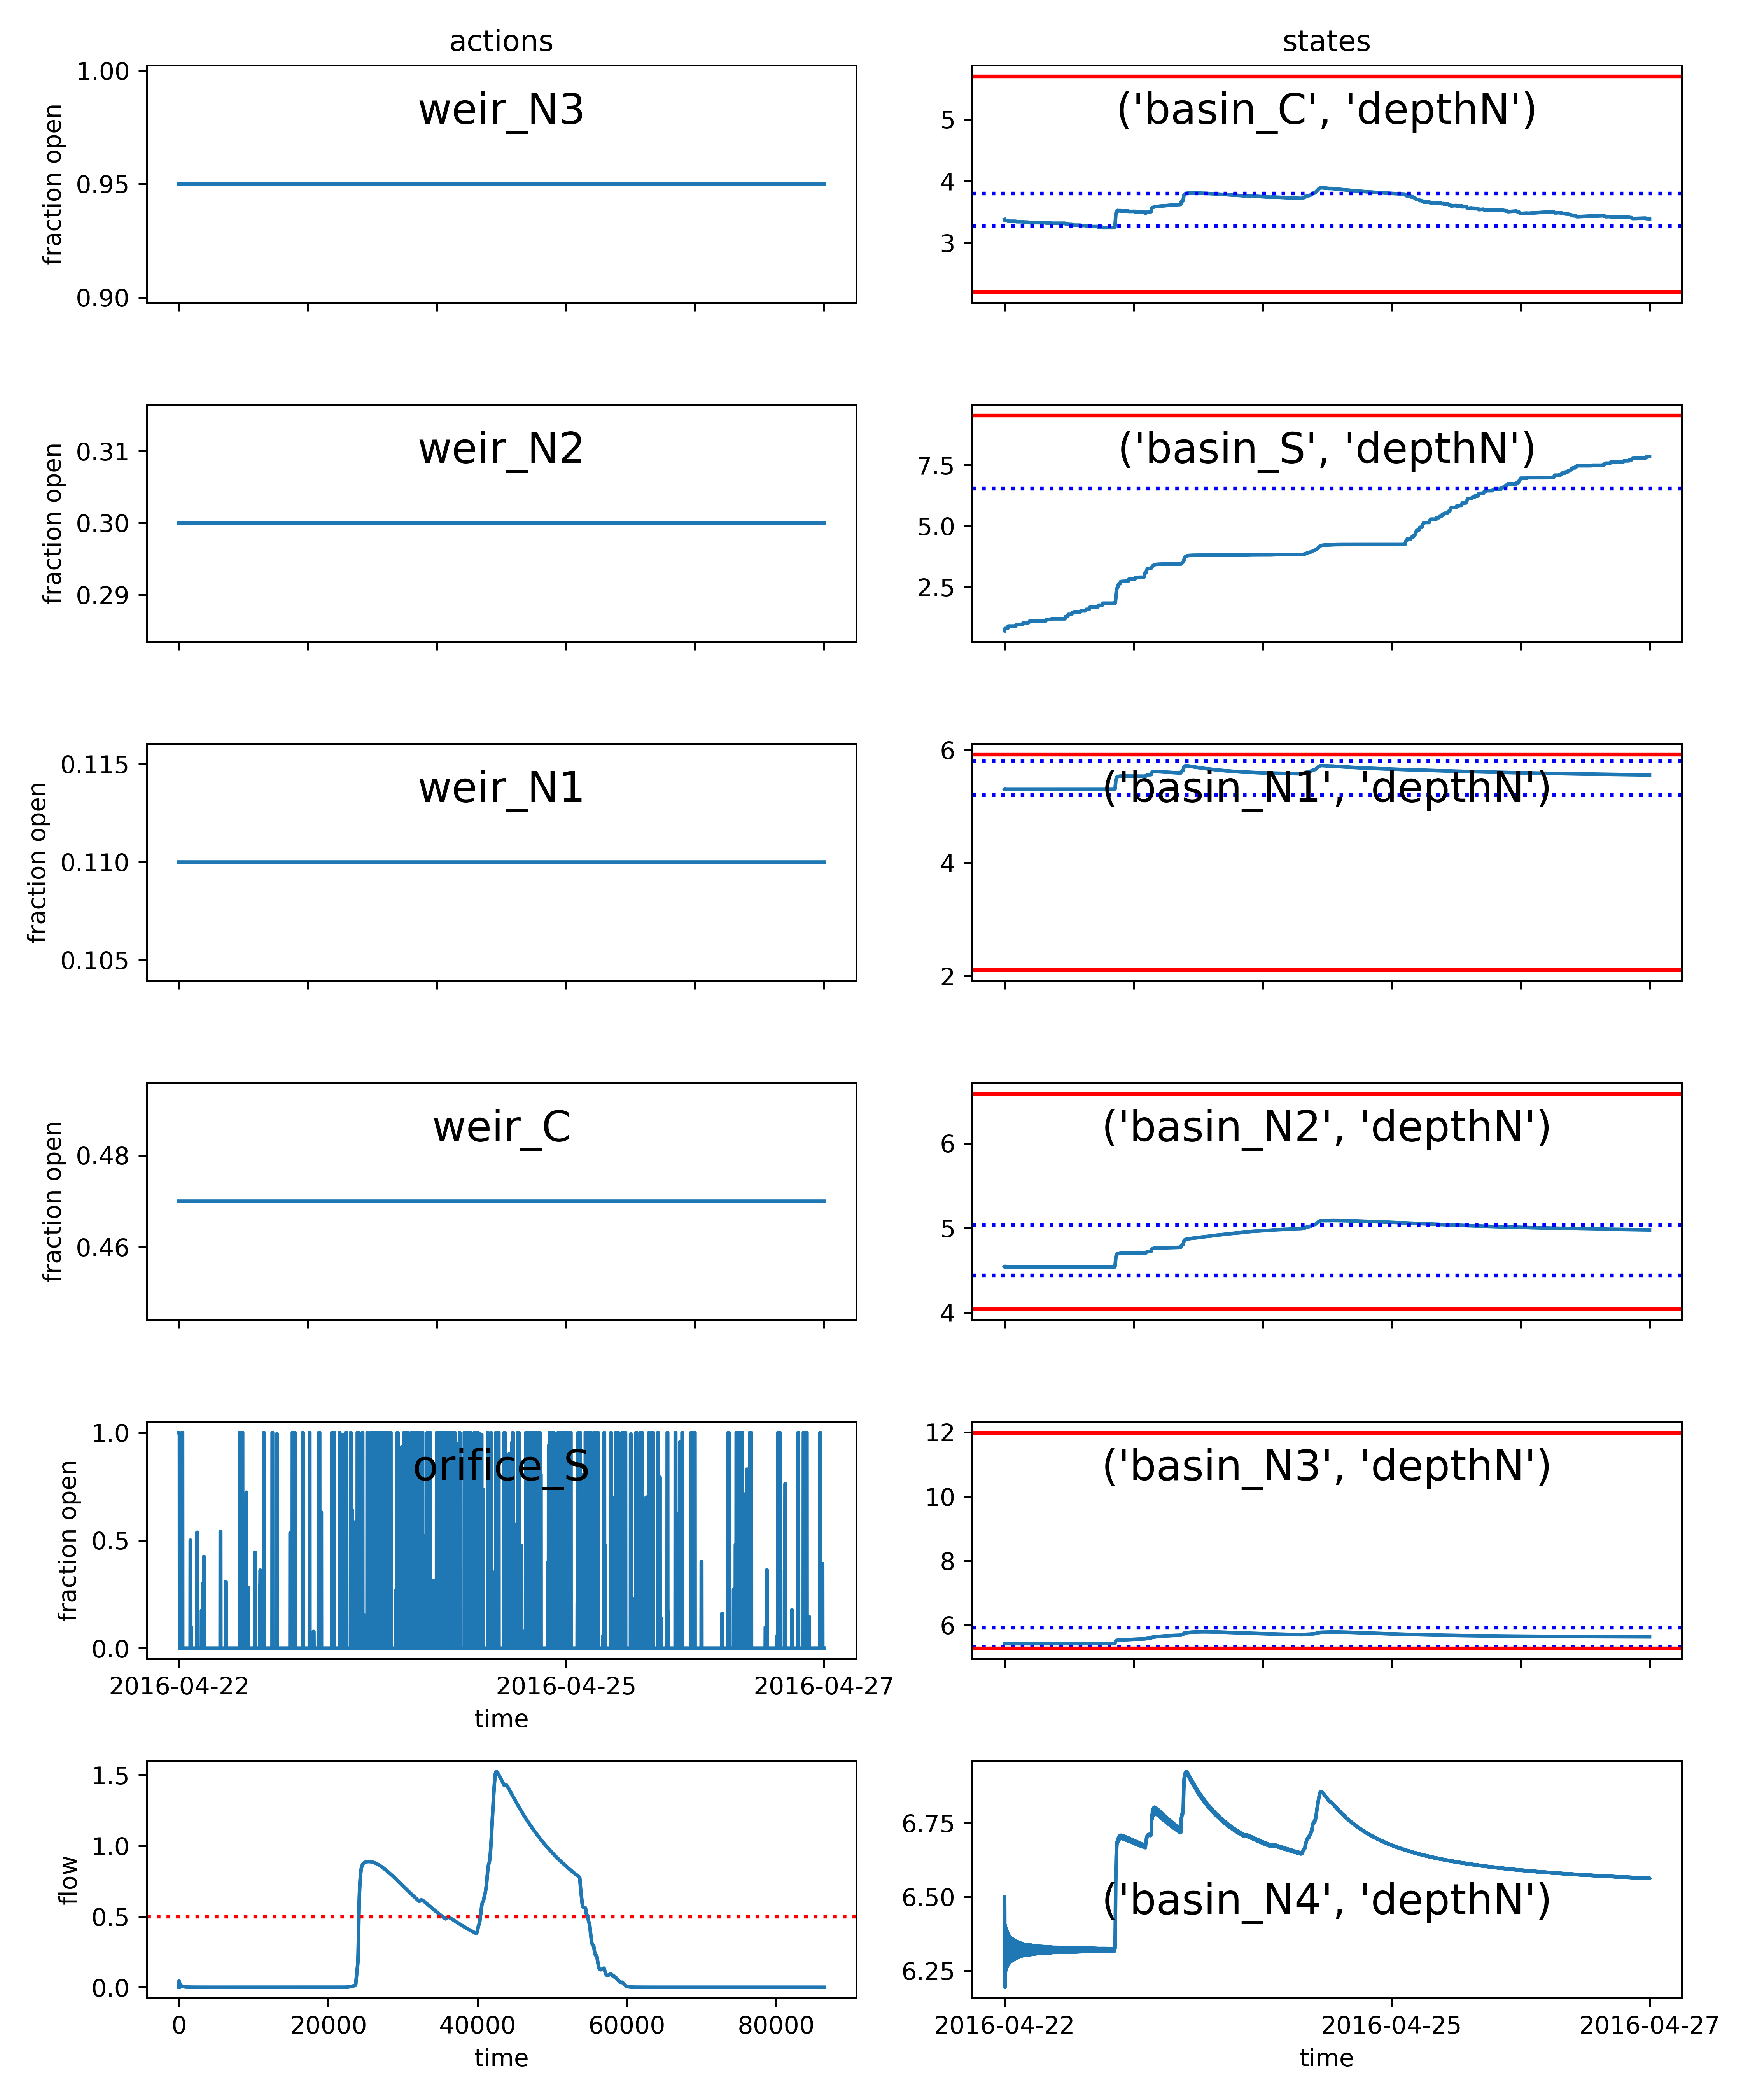 actions
states
1.00
0.95
0.90
fraction open
weir_N3
5
4
3
('basin_C', 'depthN')
0.31
0.30
0.29
fraction open
weir_N2
7.5
5.0
2.5
('basin_S', 'depthN')
0.115
0.110
0.105
fraction open
weir_N1
6
4
2
('basin_N1', 'depthN')
0.48
0.46
fraction open
weir_C
6
5
4
('basin_N2', 'depthN')
1.0
0.5
0.0
fraction open
orifice_S
2016-04-22
2016-04-25
2016-04-27
time
12
10
8
6
('basin_N3', 'depthN')
1.5
1.0
0.5
0.0
flow
0
20000
40000
60000
80000
time
6.75
6.50
6.25
('basin_N4', 'depthN')
2016-04-22
2016-04-25
2016-04-27
time